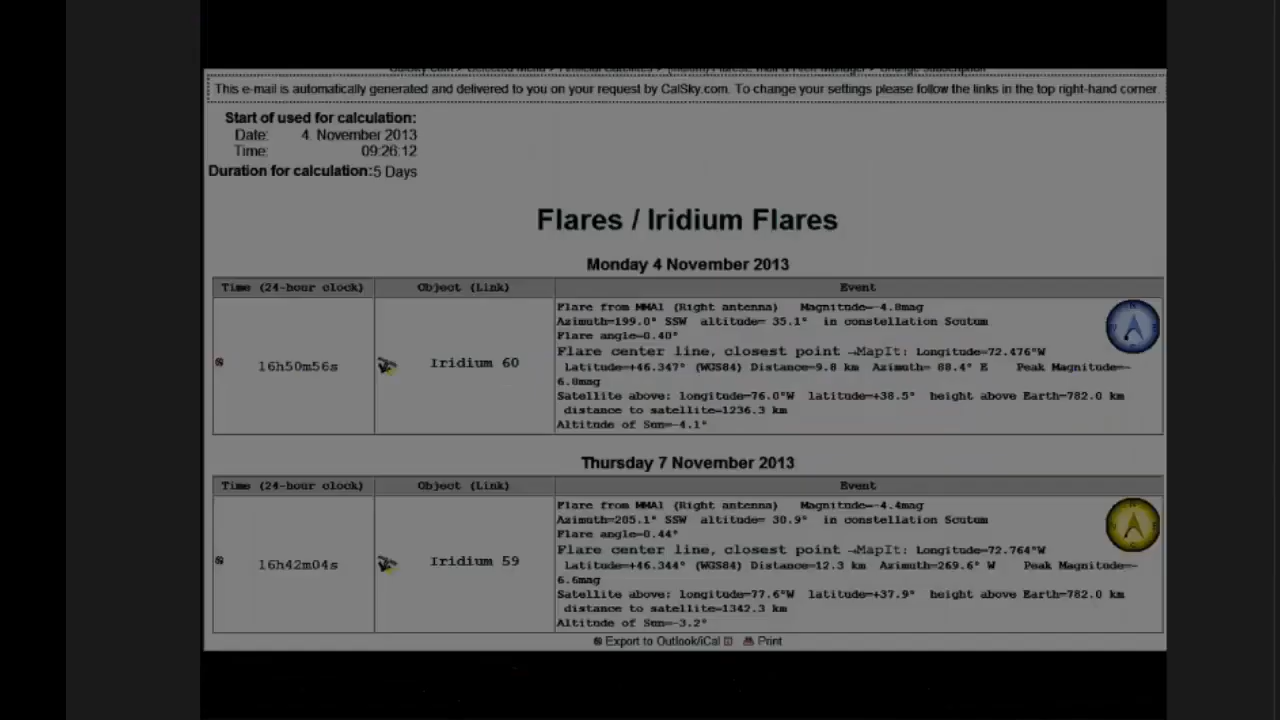 This e-mail is automatically generated and delivered to you on your request by CalSky.com. To change your settings please follow the links in the top right-hand corner.
Start of used for calculation:
Date: 4 November 2013
Time: 09:26:12
Duration for calculation: 5 Days
Flares / Iridium Flares
Monday 4 November 2013
Time (24-hour clock) Object (Link) Event
16h50m56s Iridium 60
Flare from MMA1 (Right antenna) Magnitude=-4.8mag
Azimuth=199.0° SSW altitude= 35.1° in constellation Scutum
Flare angle=0.40°
Flare center line, closest point →MapIt: Longitude=72.476°W
Latitude=+46.347° (WGS84) Distance=9.8 km Azimuth= 88.4° E Peak Magnitude=-
6.8mag
Satellite above: longitude=76.0°W latitude=+38.5° height above Earth=782.0 km
distance to satellite=1236.3 km
Altitude of Sun=-4.1°
Thursday 7 November 2013
Time (24-hour clock) Object (Link) Event
16h42m04s Iridium 59
Flare from MMA1 (Right antenna) Magnitude=-4.4mag
Azimuth=205.1° SSW altitude= 30.9° in constellation Scutum
Flare angle=0.44°
Flare center line, closest point →MapIt: Longitude=72.764°W
Latitude=+46.344° (WGS84) Distance=12.3 km Azimuth=269.6° W Peak Magnitude=-
6.6mag
Satellite above: longitude=77.6°W latitude=+37.9° height above Earth=782.0 km
distance to satellite=1342.3 km
Altitude of Sun=-3.2°
Export to Outlook/iCal Print